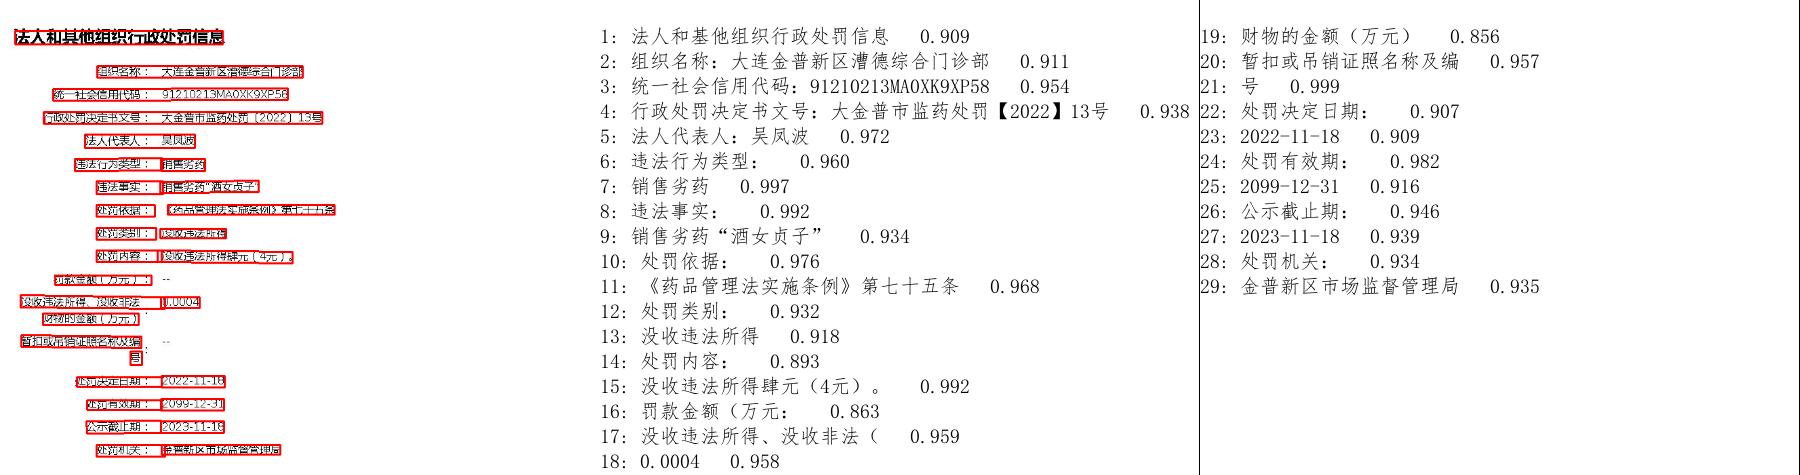 法人和其他组织行政处罚信息
组织名称： 大连金普新区漕德综合门诊部
统一社会信用代码： 91210213MA0XK9XP58
行政处罚决定书文号： 大金普市监药处罚〔2022〕13号
法人代表人： 吴凤波
违法行为类型： 销售劣药
违法事实： 销售劣药“酒女贞子”
处罚依据： 《药品管理法实施条例》第七十五条
处罚类别： 没收违法所得
处罚内容： 没收违法所得肆元（4元）。
罚款金额（万元）： --
没收违法所得、没收非法 0.0004
财物的金额（万元）：
暂扣或吊销证照名称及编 --
号：
处罚决定日期： 2022-11-18
处罚有效期： 2099-12-31
公示截止期： 2023-11-18
处罚机关： 金普新区市场监督管理局
1: 法人和基他组织行政处罚信息 0.909
2: 组织名称：大连金普新区漕德综合门诊部 0.911
3: 统一社会信用代码：91210213MA0XK9XP58 0.954
4: 行政处罚决定书文号：大金普市监药处罚【2022】13号 0.938
5: 法人代表人：吴凤波 0.972
6: 违法行为类型： 0.960
7: 销售劣药 0.997
8: 违法事实： 0.992
9: 销售劣药“酒女贞子” 0.934
10: 处罚依据： 0.976
11: 《药品管理法实施条例》第七十五条 0.968
12: 处罚类别： 0.932
13: 没收违法所得 0.918
14: 处罚内容： 0.893
15: 没收违法所得肆元（4元）。 0.992
16: 罚款金额（万元： 0.863
17: 没收违法所得、没收非法（ 0.959
18: 0.0004 0.958
19: 财物的金额（万元） 0.856
20: 暂扣或吊销证照名称及编 0.957
21: 号 0.999
22: 处罚决定日期： 0.907
23: 2022-11-18 0.909
24: 处罚有效期： 0.982
25: 2099-12-31 0.916
26: 公示截止期： 0.946
27: 2023-11-18 0.939
28: 处罚机关： 0.934
29: 金普新区市场监督管理局 0.935